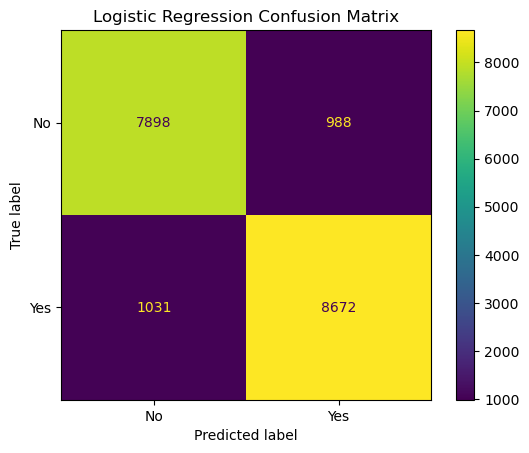 Logistic Regression Confusion Matrix
True label
No
Yes
7898
988
1031
8672
No
Yes
Predicted label
8000
7000
6000
5000
4000
3000
2000
1000